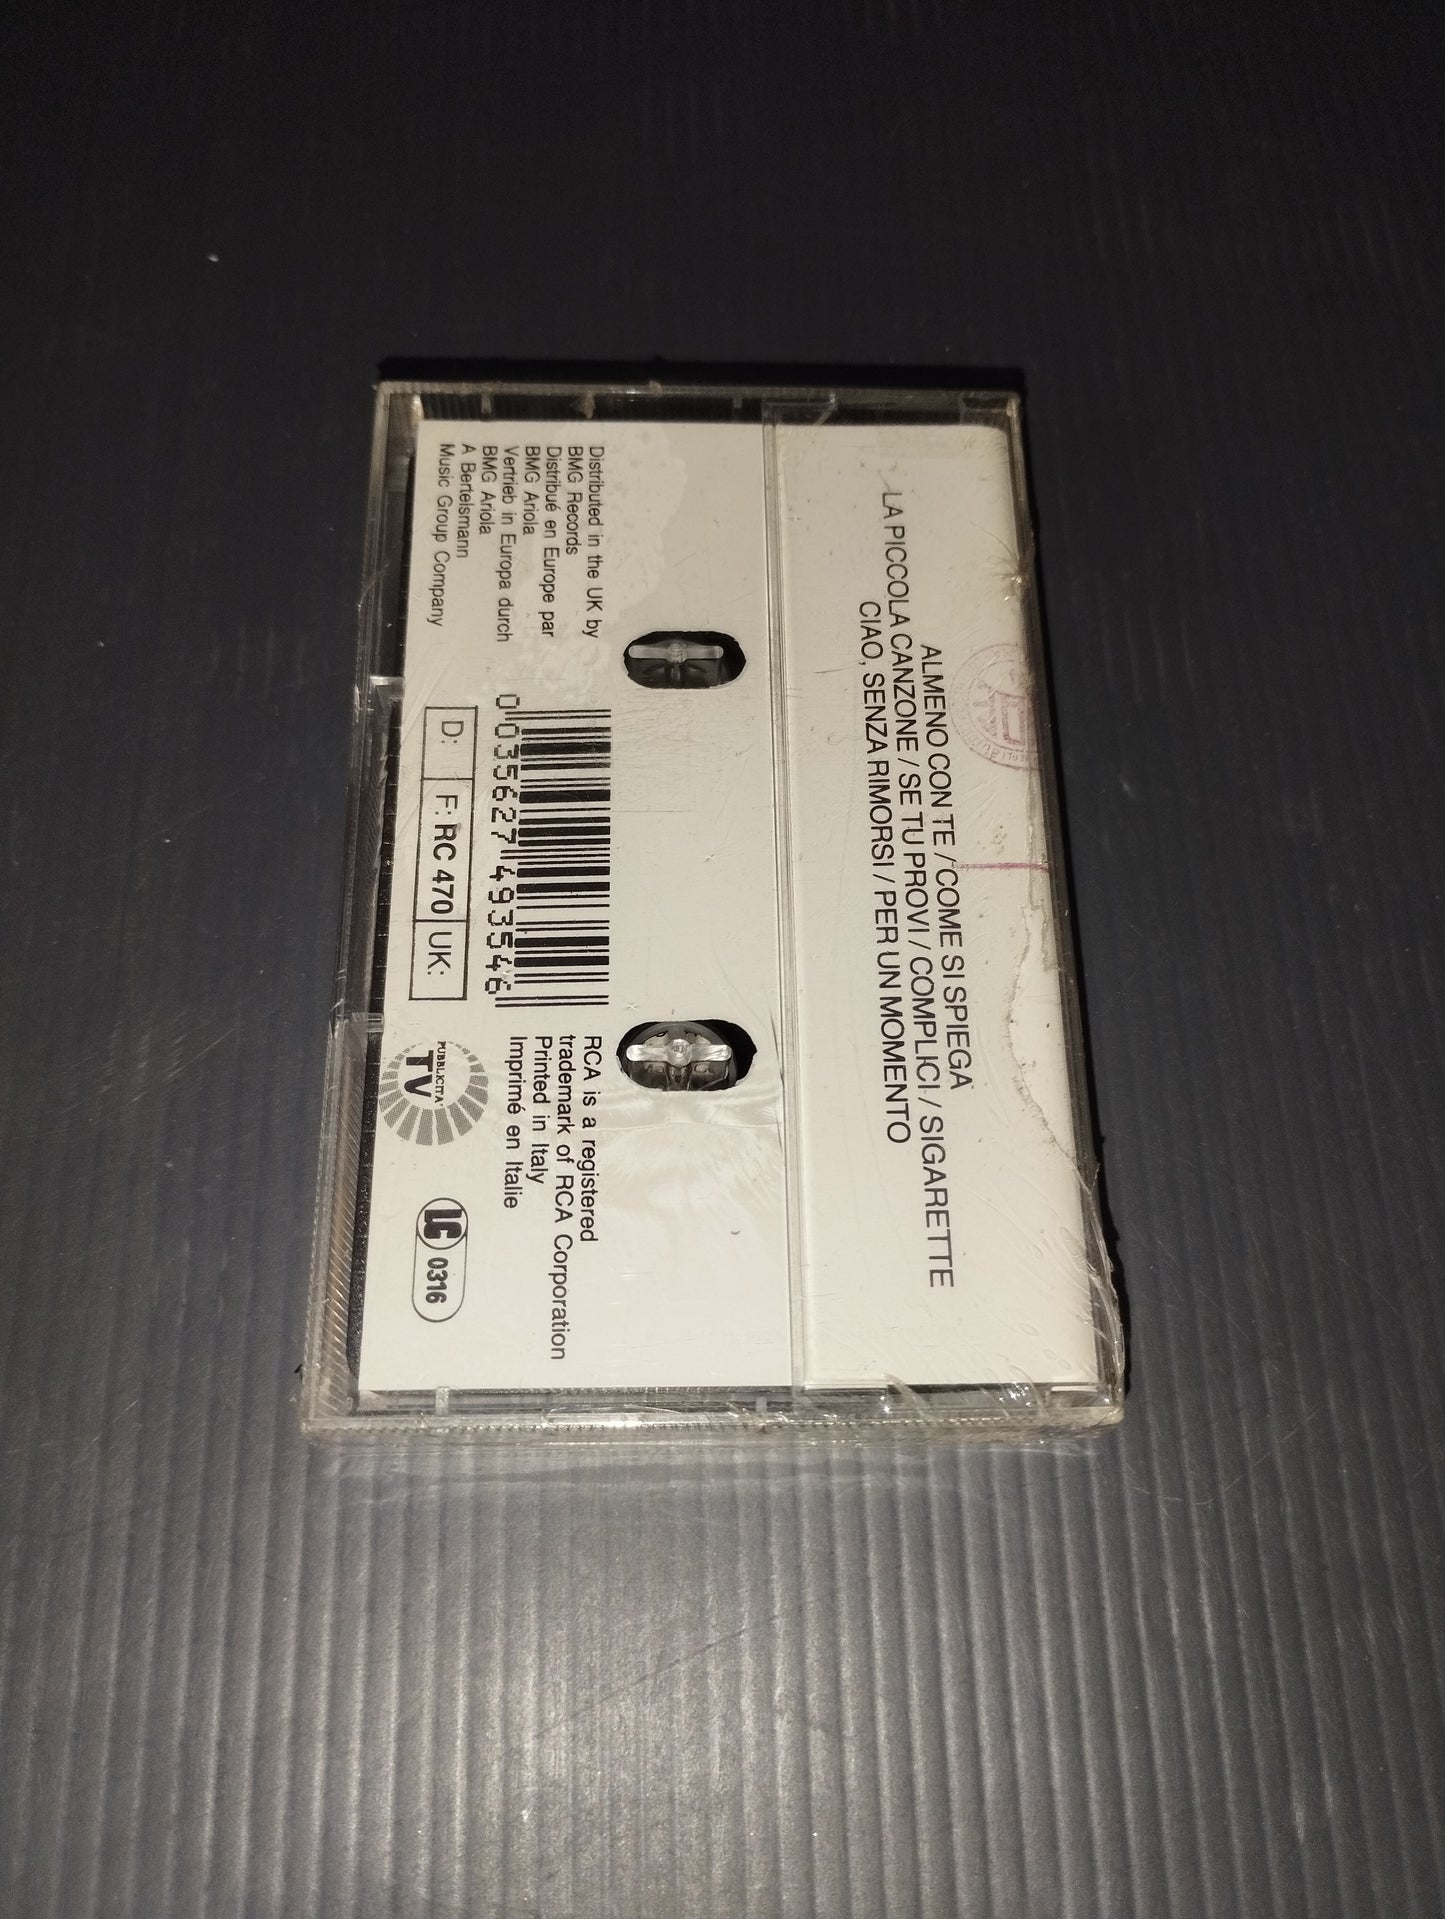 ALMENO CON TE / COME SI SPIEGA
LA PICCOLA CANZONE / SE TU PROVI / COMPLICI / SIGARETTE
CIAO, SENZA RIMORSI / PER UN MOMENTO
Distributed in the UK by
BMG Records
Distribué en Europe par
BMG Ariola
Vertrieb in Europa durch
BMG Ariola
A Bertelsmann
Music Group Company
0 035627 493546
D: F: RC 470 UK:
RCA is a registered
trademark of RCA Corporation
Printed in Italy
Imprimé en Italie
PUBBLICITA'
TV
LC 0316